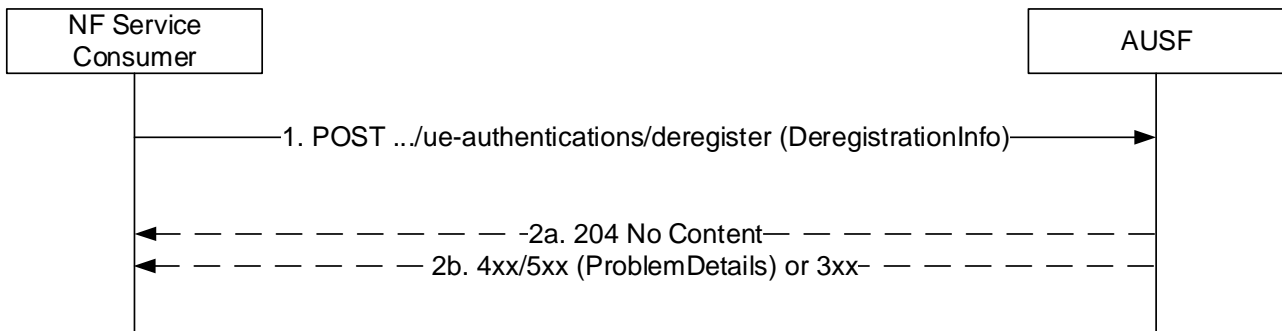 NF Service
Consumer
AUSF
1. POST .../ue-authentications/deregister (DeregistrationInfo)
2a. 204 No Content
2b. 4xx/5xx (ProblemDetails) or 3xx